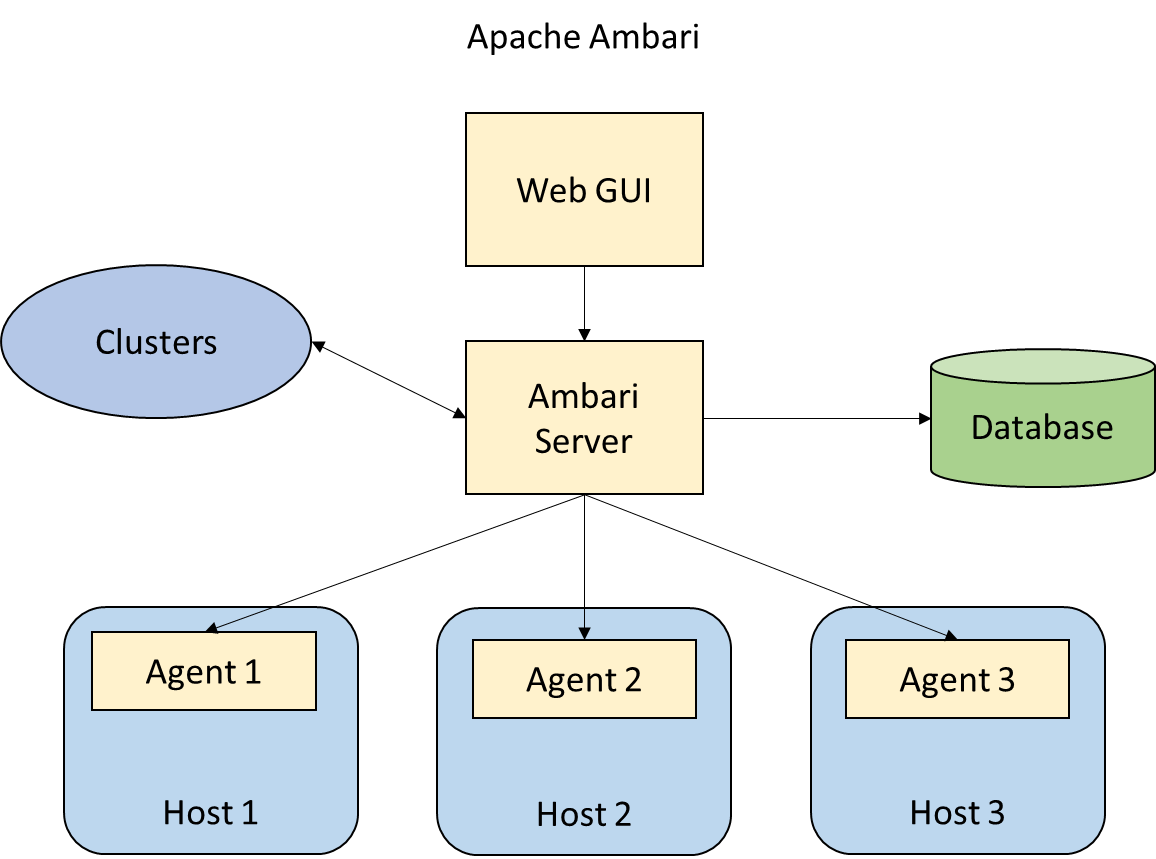 Apache Ambari
Web GUI
Clusters
Ambari
Server
Database
Agent 1
Agent 2
Agent 3
Host 1
Host 2
Host 3